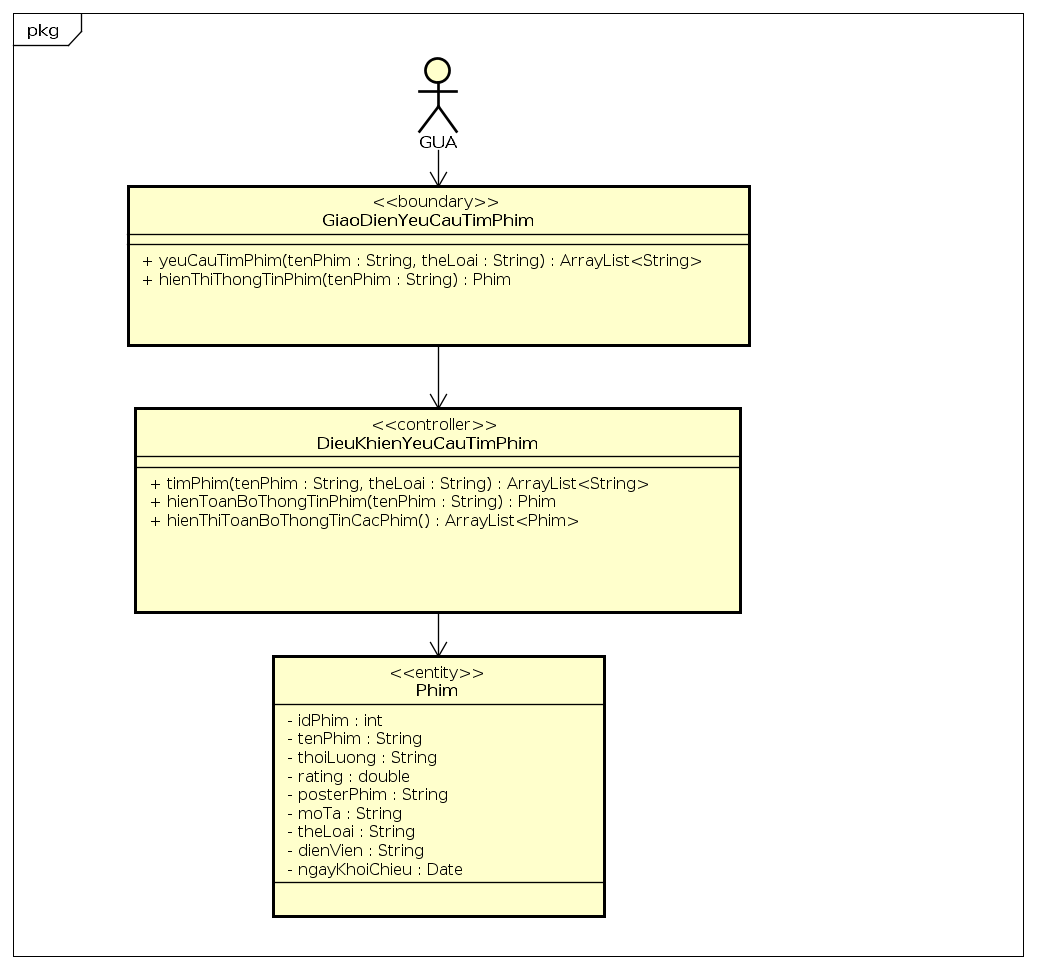 pkg
GUA
<<boundary>>
GiaoDienYeuCauTimPhim
+ yeuCauTimPhim(tenPhim : String, theLoai : String) : ArrayList<String>
+ hienThiThongTinPhim(tenPhim : String) : Phim
<<controller>>
DieuKhienYeuCauTimPhim
+ timPhim(tenPhim : String, theLoai : String) : ArrayList<String>
+ hienToanBoThongTinPhim(tenPhim : String) : Phim
+ hienThiToanBoThongTinCacPhim() : ArrayList<Phim>
<<entity>>
Phim
- idPhim : int
- tenPhim : String
- thoiLuong : String
- rating : double
- posterPhim : String
- moTa : String
- theLoai : String
- dienVien : String
- ngayKhoiChieu : Date